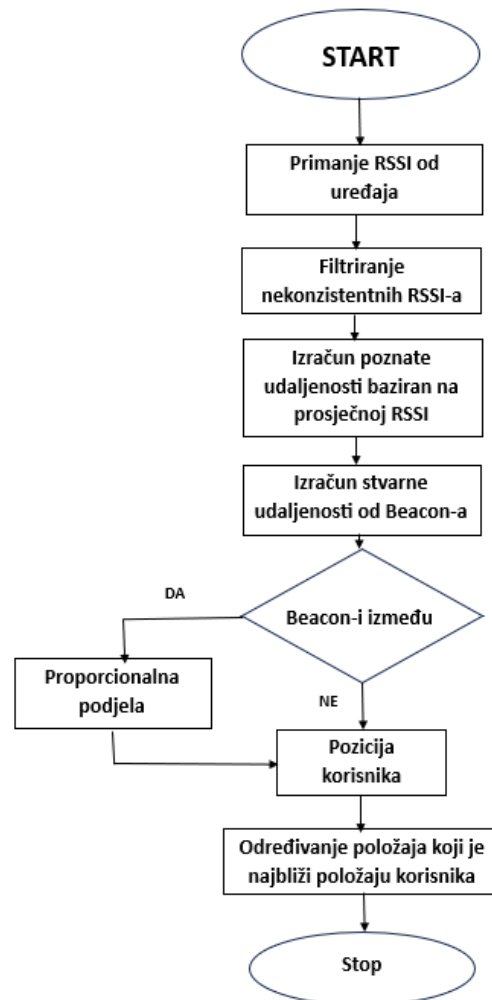 START
Primanje RSSI od
uređaja
Filtriranje
nekonzistentnih RSSI-a
Izračun poznate
udaljenosti baziran na
prosječnoj RSSI
Izračun stvarne
udaljenosti od Beacon-a
Beacon-i između
DA
Proporcionalna
podjela
NE
Pozicija
korisnika
Određivanje položaja koji je
najbliži položaju korisnika
Stop